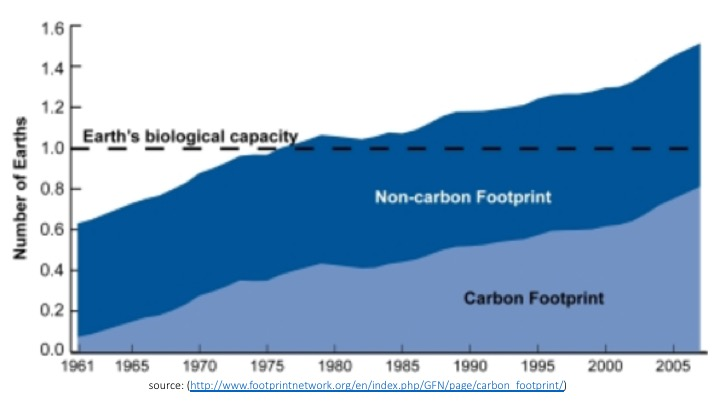 1.6
1.4
1.2
1.0
0.8
0.6
0.4
0.2
0.0
Number of Earths
Earth's biological capacity
Non-carbon Footprint
Carbon Footprint
1961 1965 1970 1975 1980 1985 1990 1995 2000 2005
source: (http://www.footprintnetwork.org/en/index.php/GFN/page/carbon_footprint/)